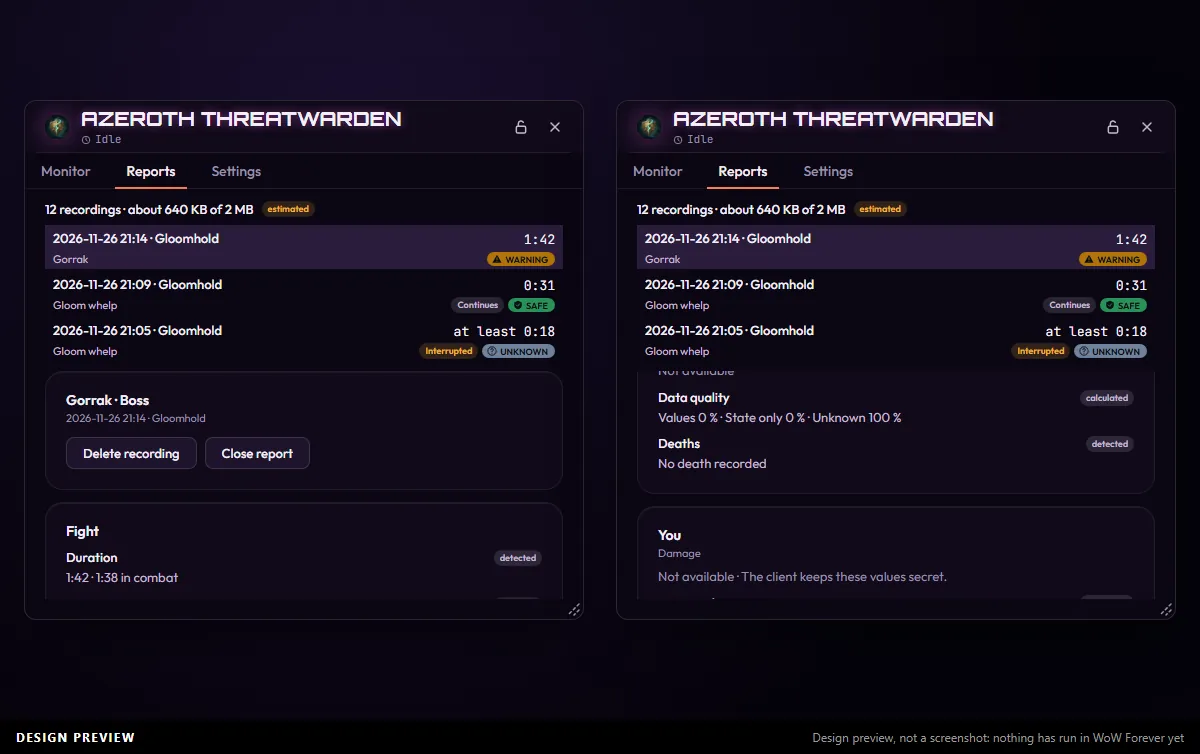 AZEROTH THREATWARDEN
Idle
Monitor Reports Settings
12 recordings · about 640 KB of 2 MB estimated
2026-11-26 21:14 · Gloomhold 1:42
Gorrak WARNING
2026-11-26 21:09 · Gloomhold 0:31
Gloom whelp Continues SAFE
2026-11-26 21:05 · Gloomhold at least 0:18
Gloom whelp Interrupted UNKNOWN
Gorrak · Boss
2026-11-26 21:14 · Gloomhold
Delete recording Close report
Fight
Duration detected
1:42 · 1:38 in combat
AZEROTH THREATWARDEN
Idle
Monitor Reports Settings
12 recordings · about 640 KB of 2 MB estimated
2026-11-26 21:14 · Gloomhold 1:42
Gorrak WARNING
2026-11-26 21:09 · Gloomhold 0:31
Gloom whelp Continues SAFE
2026-11-26 21:05 · Gloomhold at least 0:18
Gloom whelp Interrupted UNKNOWN
Not available
Data quality calculated
Values 0 % · State only 0 % · Unknown 100 %
Deaths detected
No death recorded
You
Damage
Not available · The client keeps these values secret.
DESIGN PREVIEW
Design preview, not a screenshot: nothing has run in WoW Forever yet